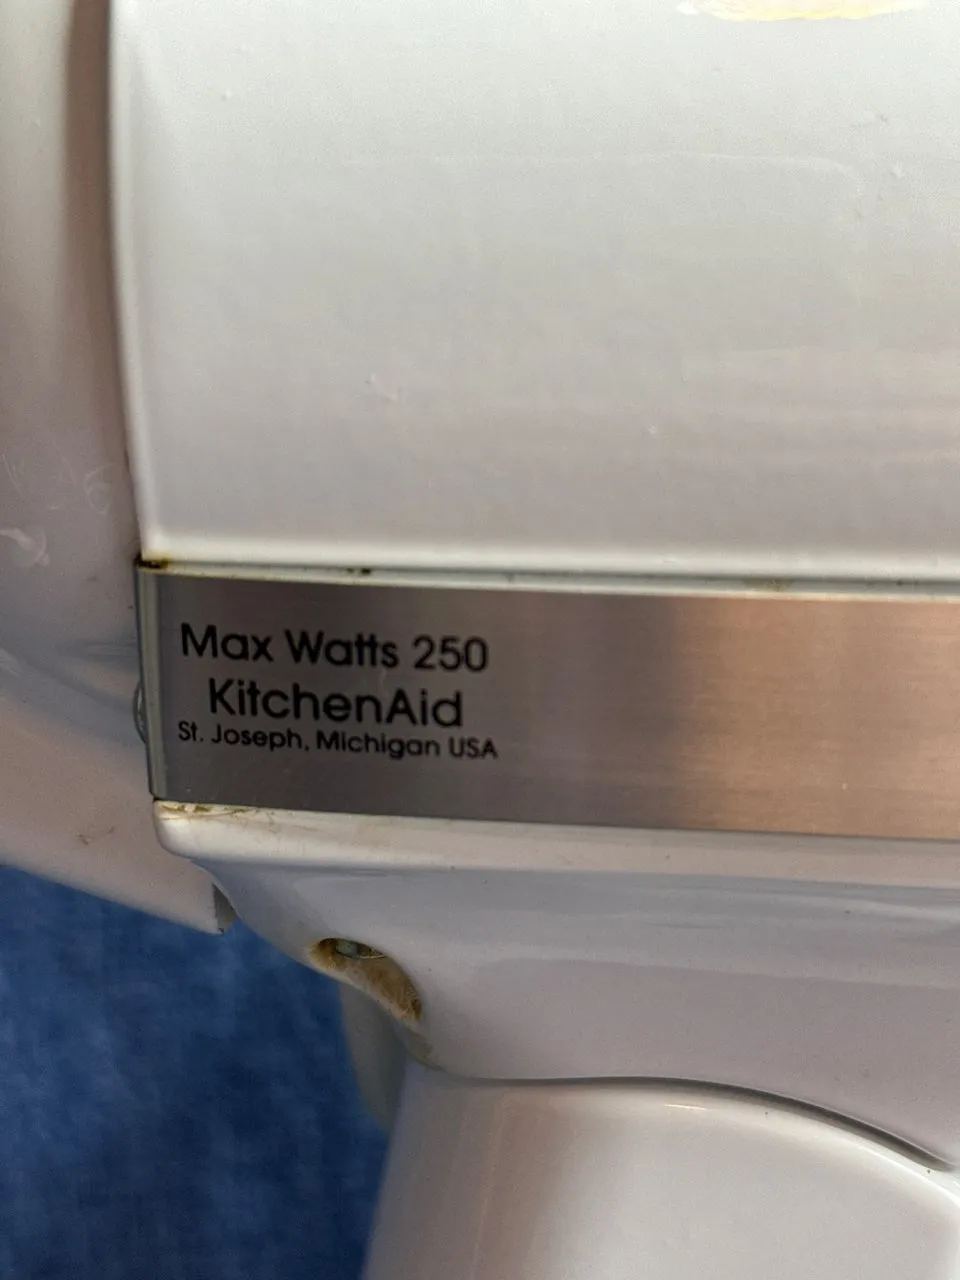 Max Watts 250
KitchenAid
St. Joseph, Michigan USA